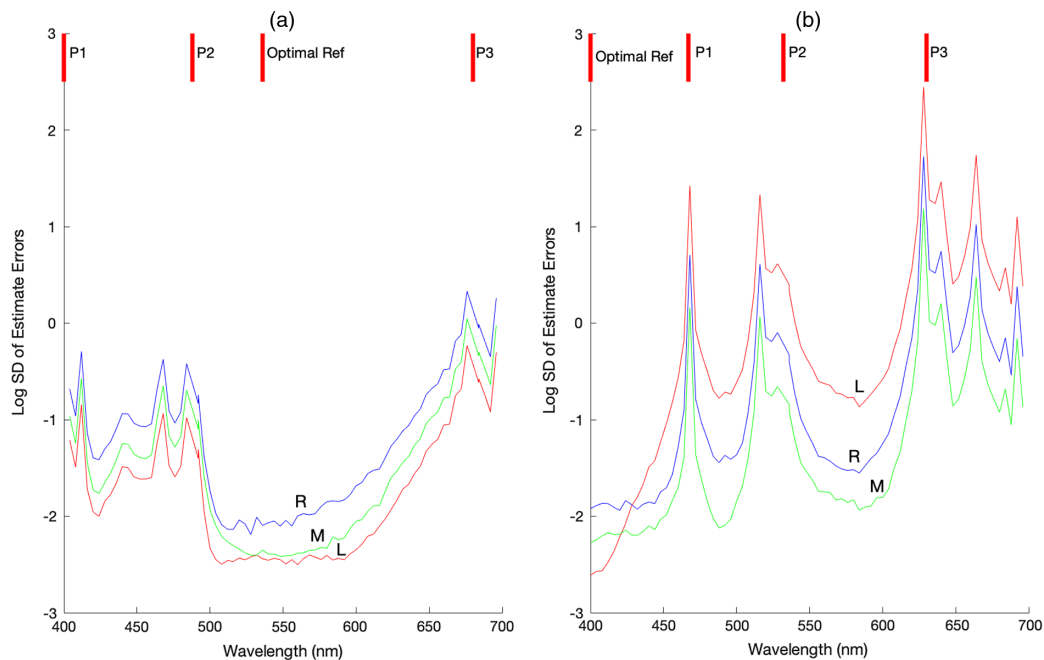 (a)
(b)
P1
P2
Optimal Ref
P3
Optimal Ref
P1
P2
P3
3
2
1
0
-1
-2
-3
Log SD of Estimate Errors
R
M
L
400
450
500
550
600
650
700
Wavelength (nm)
3
2
1
0
-1
-2
-3
Log SD of Estimate Errors
L
R
M
400
450
500
550
600
650
700
Wavelength (nm)